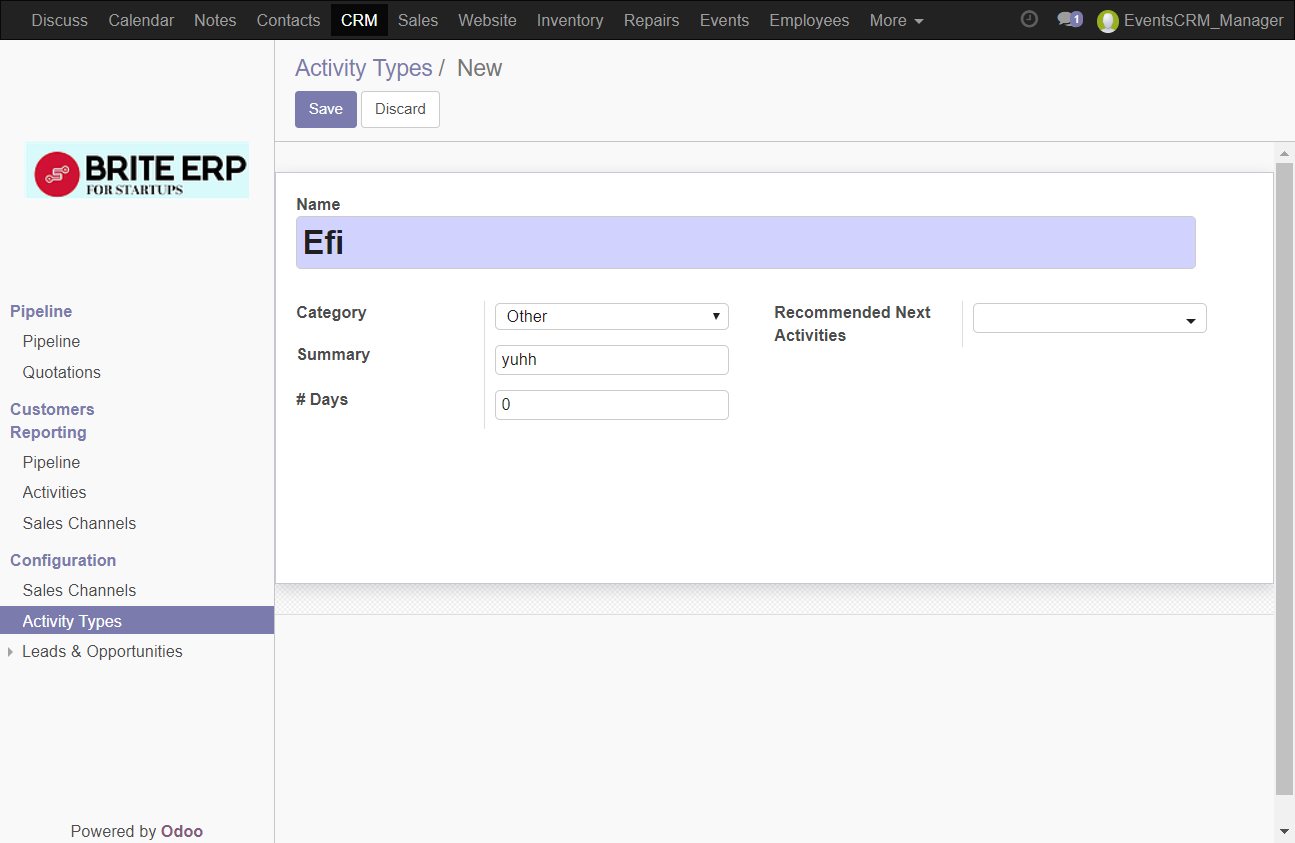 Discuss Calendar Notes Contacts CRM Sales Website Inventory Repairs Events Employees More 1 EventsCRM_Manager
Activity Types / New
Save Discard
BRITE ERP
FOR STARTUPS
Pipeline
Pipeline
Quotations
Customers
Reporting
Pipeline
Activities
Sales Channels
Configuration
Sales Channels
Activity Types
Leads & Opportunities
Powered by Odoo
Name
Efi
Category Other
Summary yuhh
# Days 0
Recommended Next
Activities